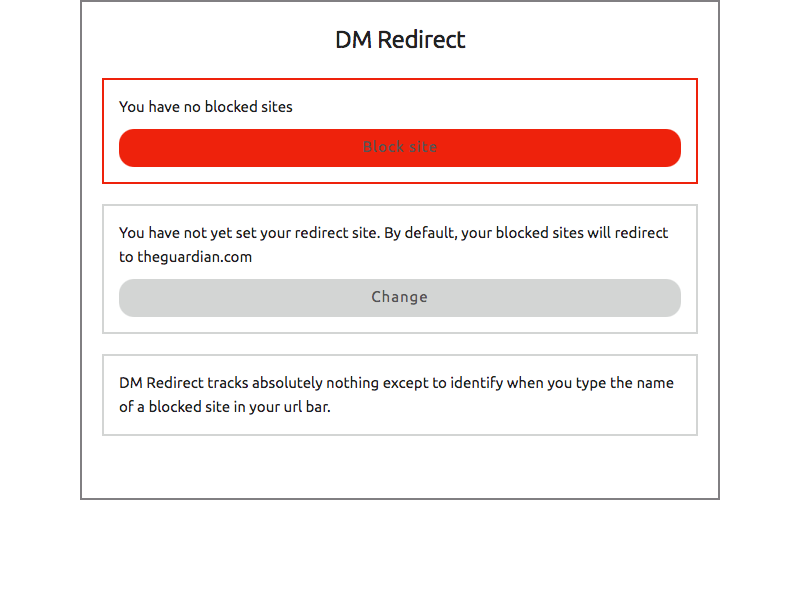 DM Redirect
You have no blocked sites
Block site
You have not yet set your redirect site. By default, your blocked sites will redirect
to theguardian.com
Change
DM Redirect tracks absolutely nothing except to identify when you type the name
of a blocked site in your url bar.